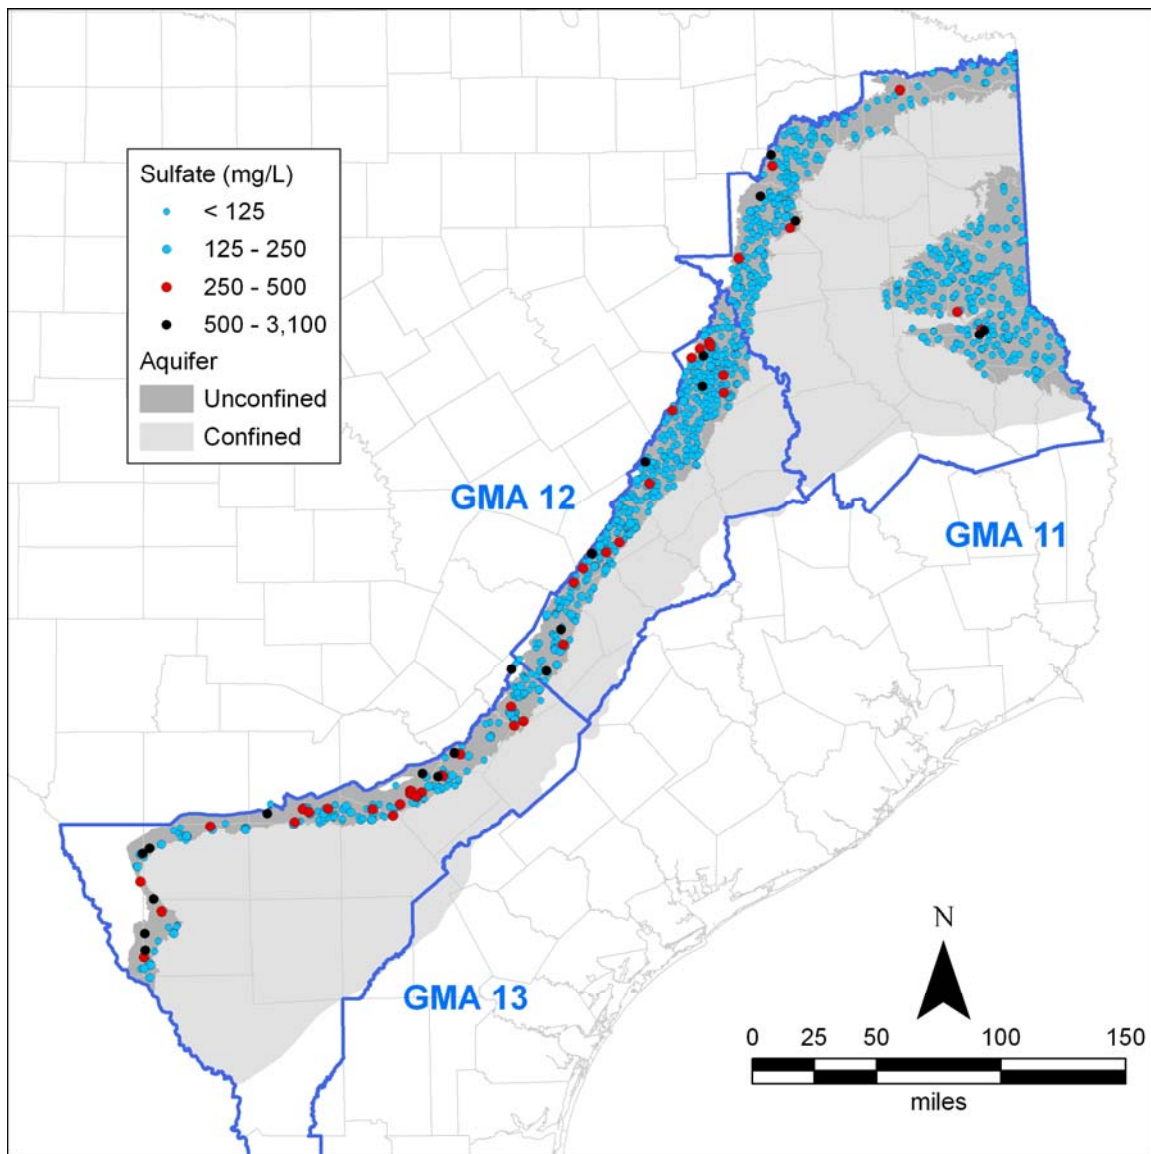 Sulfate (mg/L)
< 125
125 - 250
250 - 500
500 - 3,100
Aquifer
Unconfined
Confined
GMA 12
GMA 11
GMA 13
N
0 25 50 100 150
miles